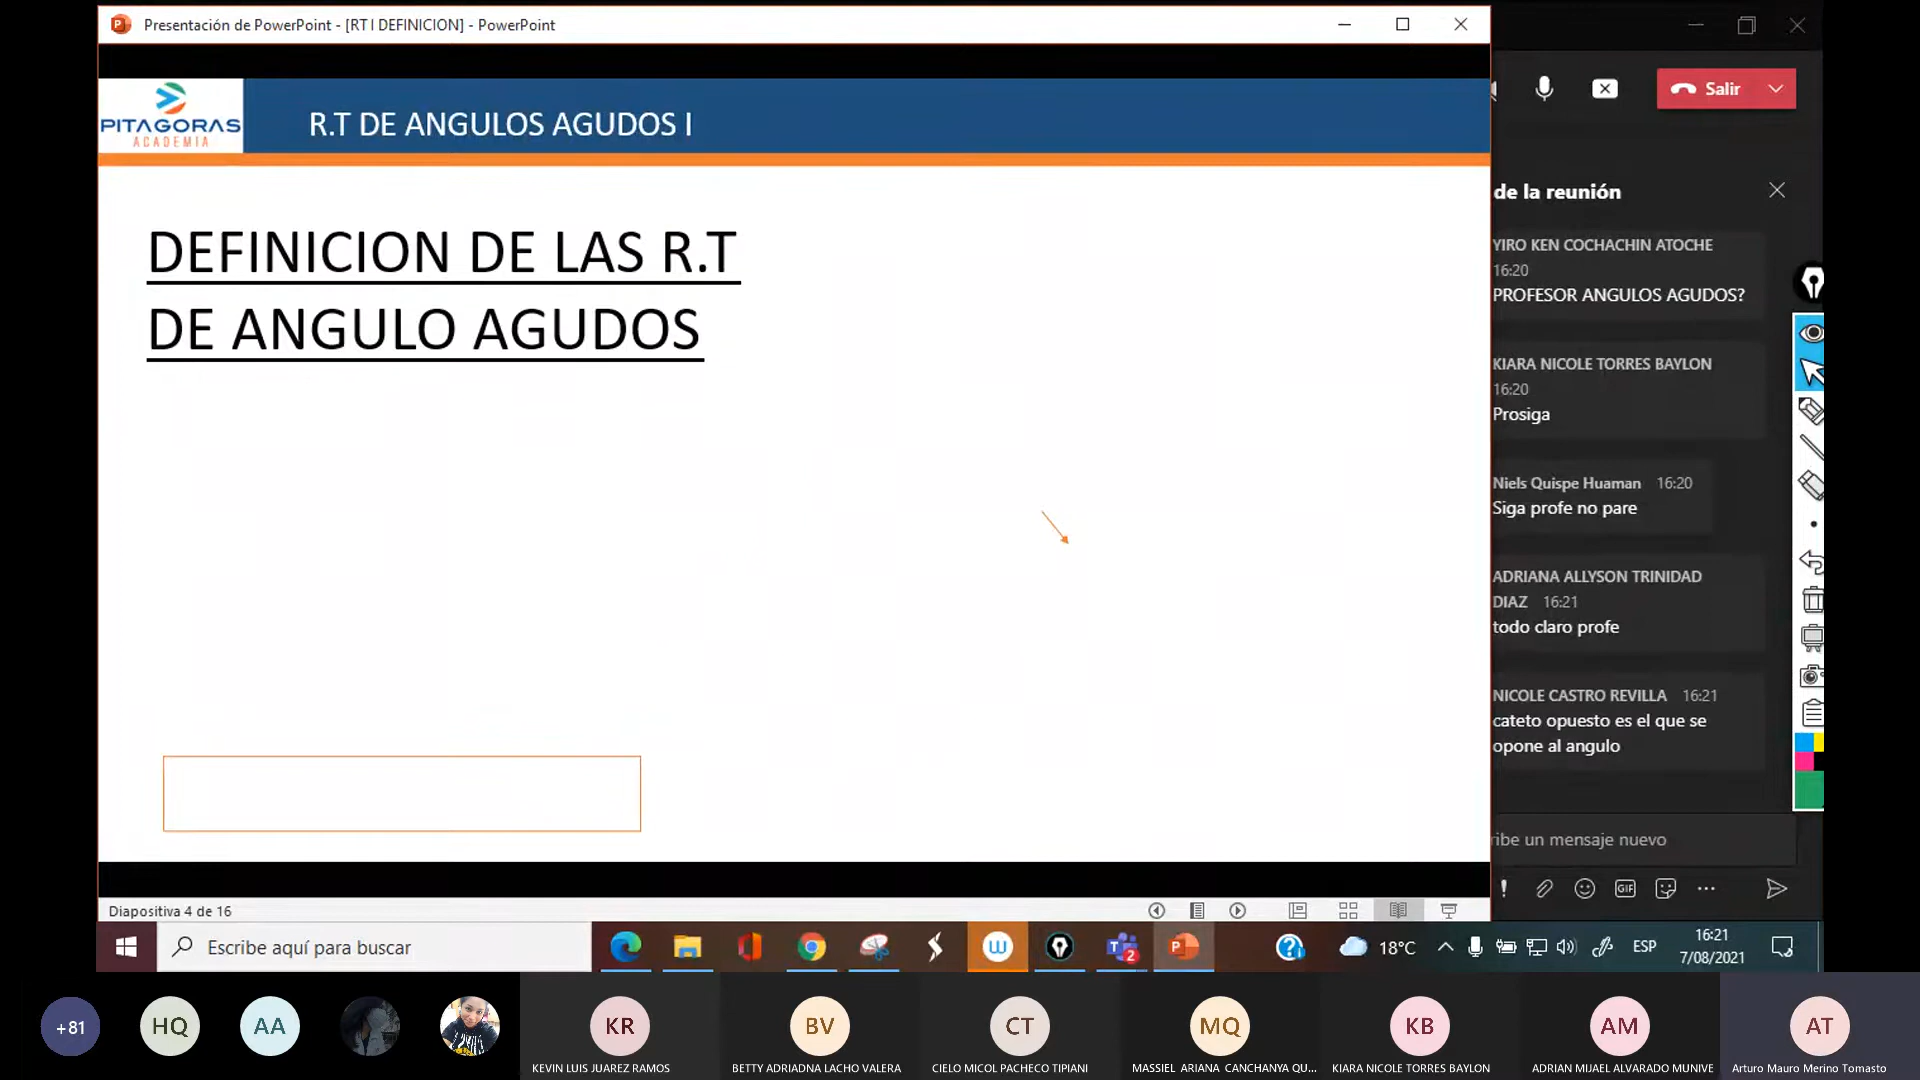 Presentación de PowerPoint - [RT I DEFINICION] - PowerPoint
PITAGORAS
ACADEMIA
R.T DE ANGULOS AGUDOS I
DEFINICION DE LAS R.T
DE ANGULO AGUDOS
Diapositiva 4 de 16
Salir
de la reunión
YIRO KEN COCHACHIN ATOCHE
16:20
PROFESOR ANGULOS AGUDOS?
KIARA NICOLE TORRES BAYLON
16:20
Prosiga
Niels Quispe Huaman 16:20
Siga profe no pare
ADRIANA ALLYSON TRINIDAD
DIAZ 16:21
todo claro profe
NICOLE CASTRO REVILLA 16:21
cateto opuesto es el que se
opone al angulo
ribe un mensaje nuevo
GIF
Escribe aquí para buscar
18°C
ESP
16:21
7/08/2021
+81
HQ
AA
KR
BV
CT
MQ
KB
AM
AT
KEVIN LUIS JUAREZ RAMOS
BETTY ADRIADNA LACHO VALERA
CIELO MICOL PACHECO TIPIANI
MASSIEL ARIANA CANCHANYA QU...
KIARA NICOLE TORRES BAYLON
ADRIAN MIJAEL ALVARADO MUNIVE
Arturo Mauro Merino Tomasto